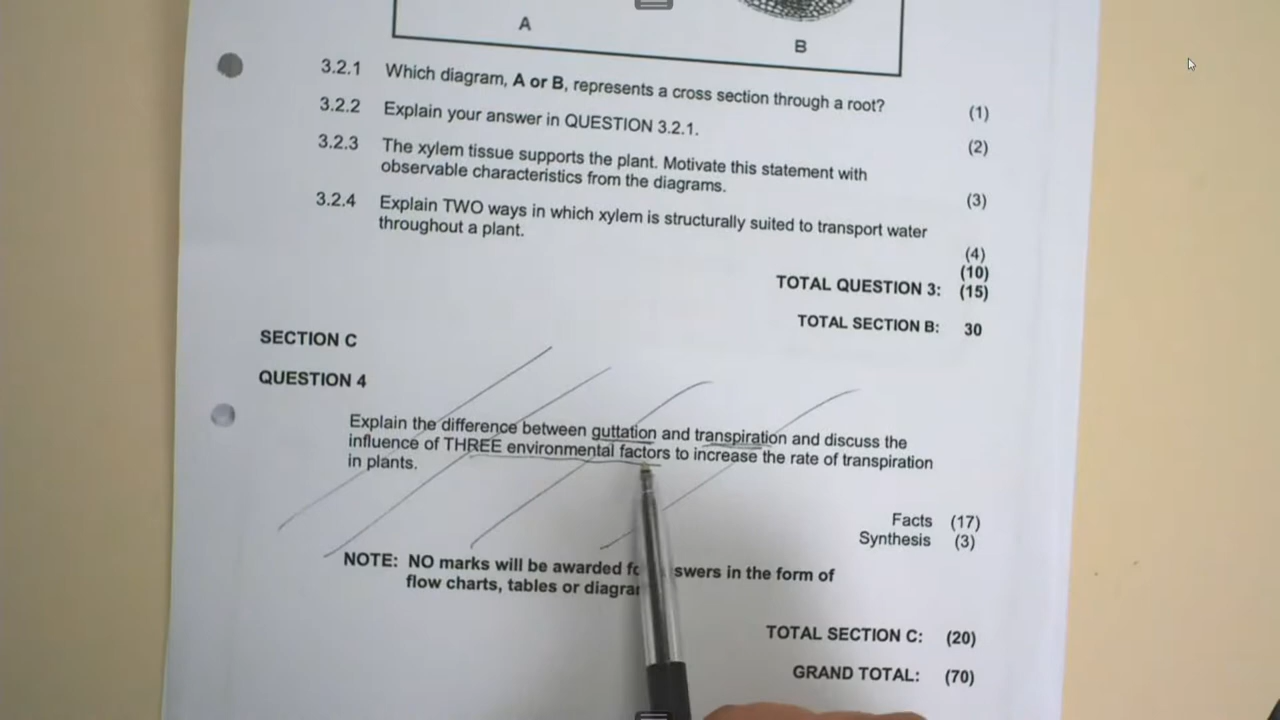 A
B
3.2.1 Which diagram, A or B, represents a cross section through a root? (1)
3.2.2 Explain your answer in QUESTION 3.2.1. (2)
3.2.3 The xylem tissue supports the plant. Motivate this statement with
observable characteristics from the diagrams. (3)
3.2.4 Explain TWO ways in which xylem is structurally suited to transport water
throughout a plant. (4)
(10)
TOTAL QUESTION 3: (15)
TOTAL SECTION B: 30
SECTION C
QUESTION 4
Explain the difference between guttation and transpiration and discuss the
influence of THREE environmental factors to increase the rate of transpiration
in plants.
Facts (17)
Synthesis (3)
NOTE: NO marks will be awarded in the form of
flow charts, tables or
TOTAL SECTION C: (20)
GRAND TOTAL: (70)